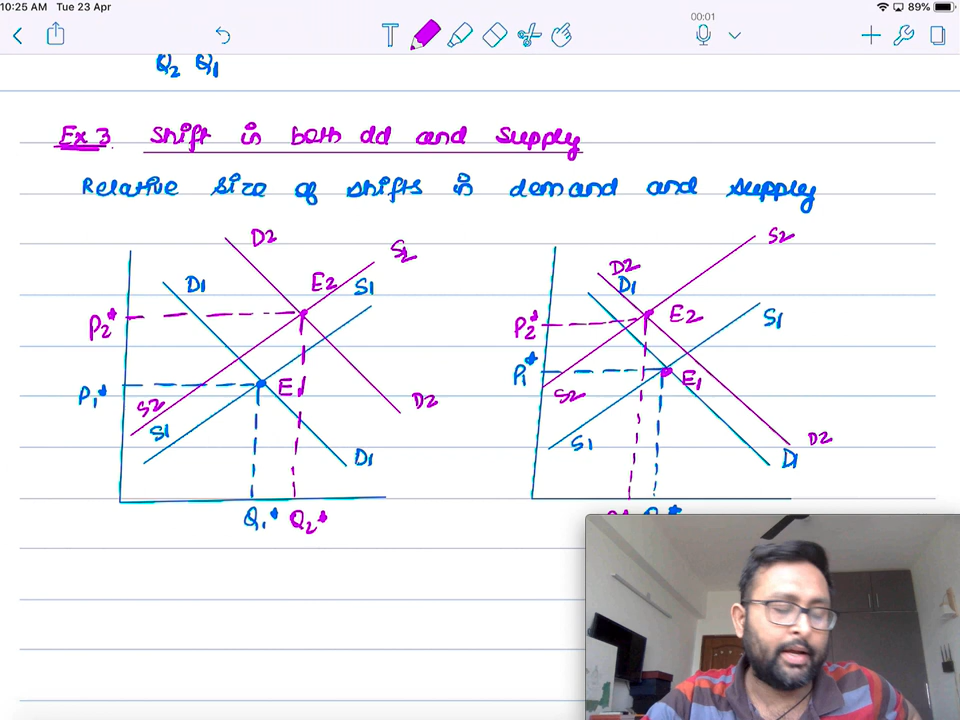 10:25 AM Tue 23 Apr
00:01
89%
T
Q2 Q1
Ex 3 Shift in both dd and supply
Relative size of shifts in demand and supply
D2 S2
D1 E2 S1
P2*
P1* E1
S2 D2
S1 D1
Q1* Q2*
S2
D2
D1 S1
P2* E2
P1* E1
S2
S1 D2
D1